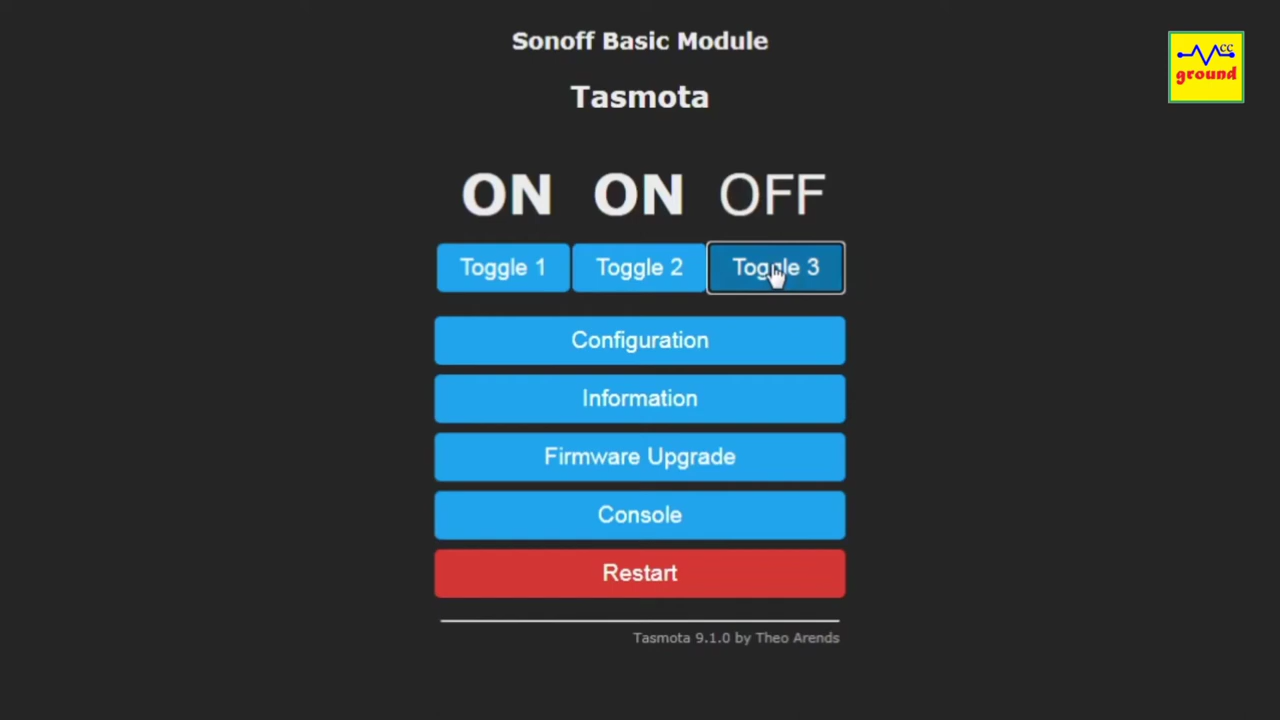 Sonoff Basic Module
CC
ground
Tasmota
ON ON OFF
Toggle 1 Toggle 2 Toggle 3
Configuration
Information
Firmware Upgrade
Console
Restart
Tasmota 9.1.0 by Theo Arends